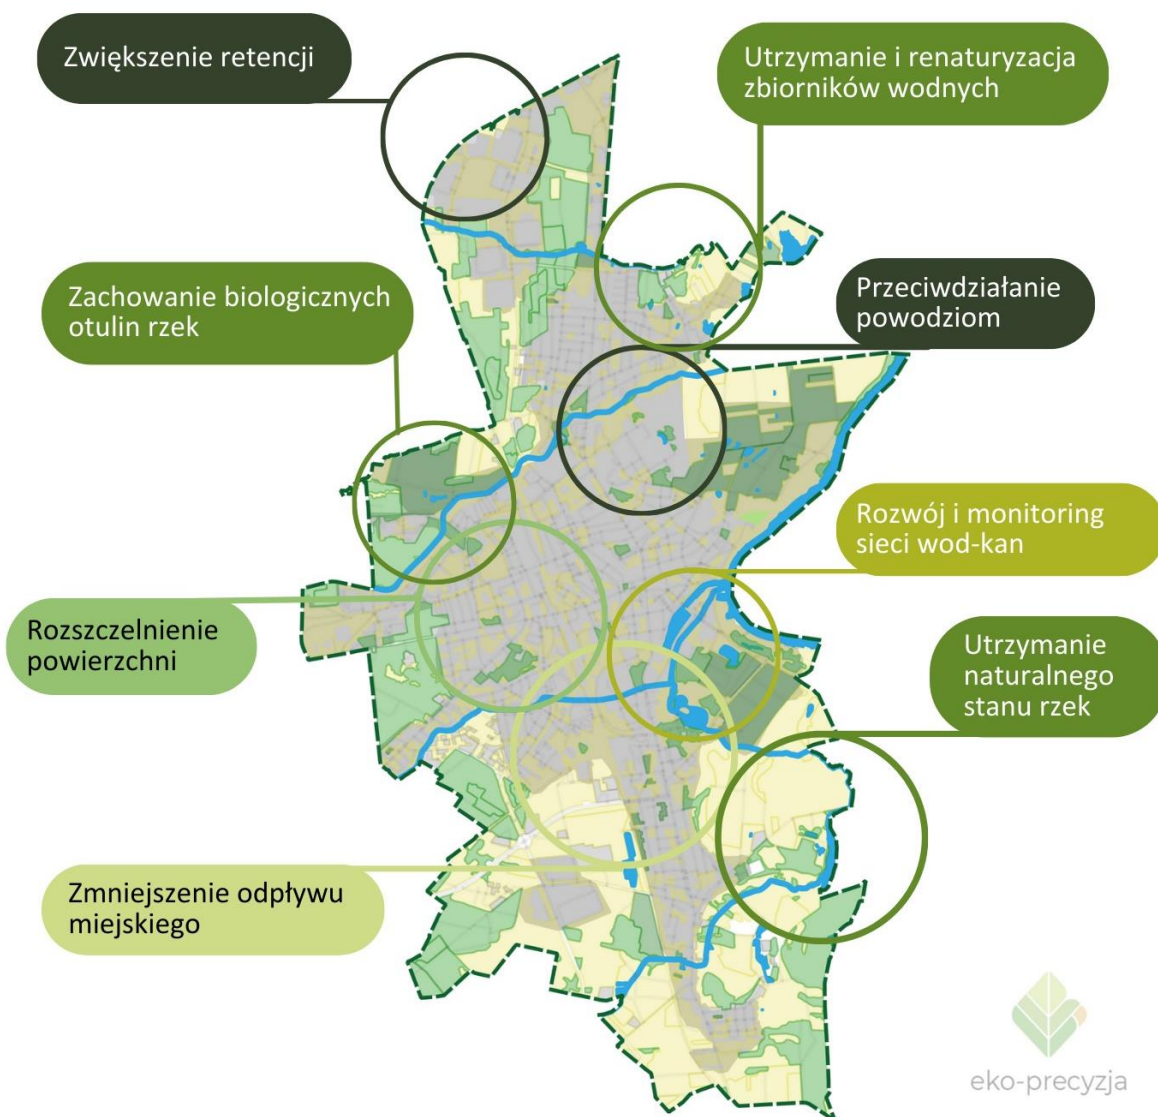 Zwiększenie retencji
Utrzymanie i renaturyzacja
zbiorników wodnych
Zachowanie biologicznych
otulin rzek
Przeciwdziałanie
powodziom
Rozwój i monitoring
sieci wod-kan
Rozszczelnienie
powierzchni
Utrzymanie
naturalnego
stanu rzek
Zmniejszenie odpływu
miejskiego
eko-precyzja